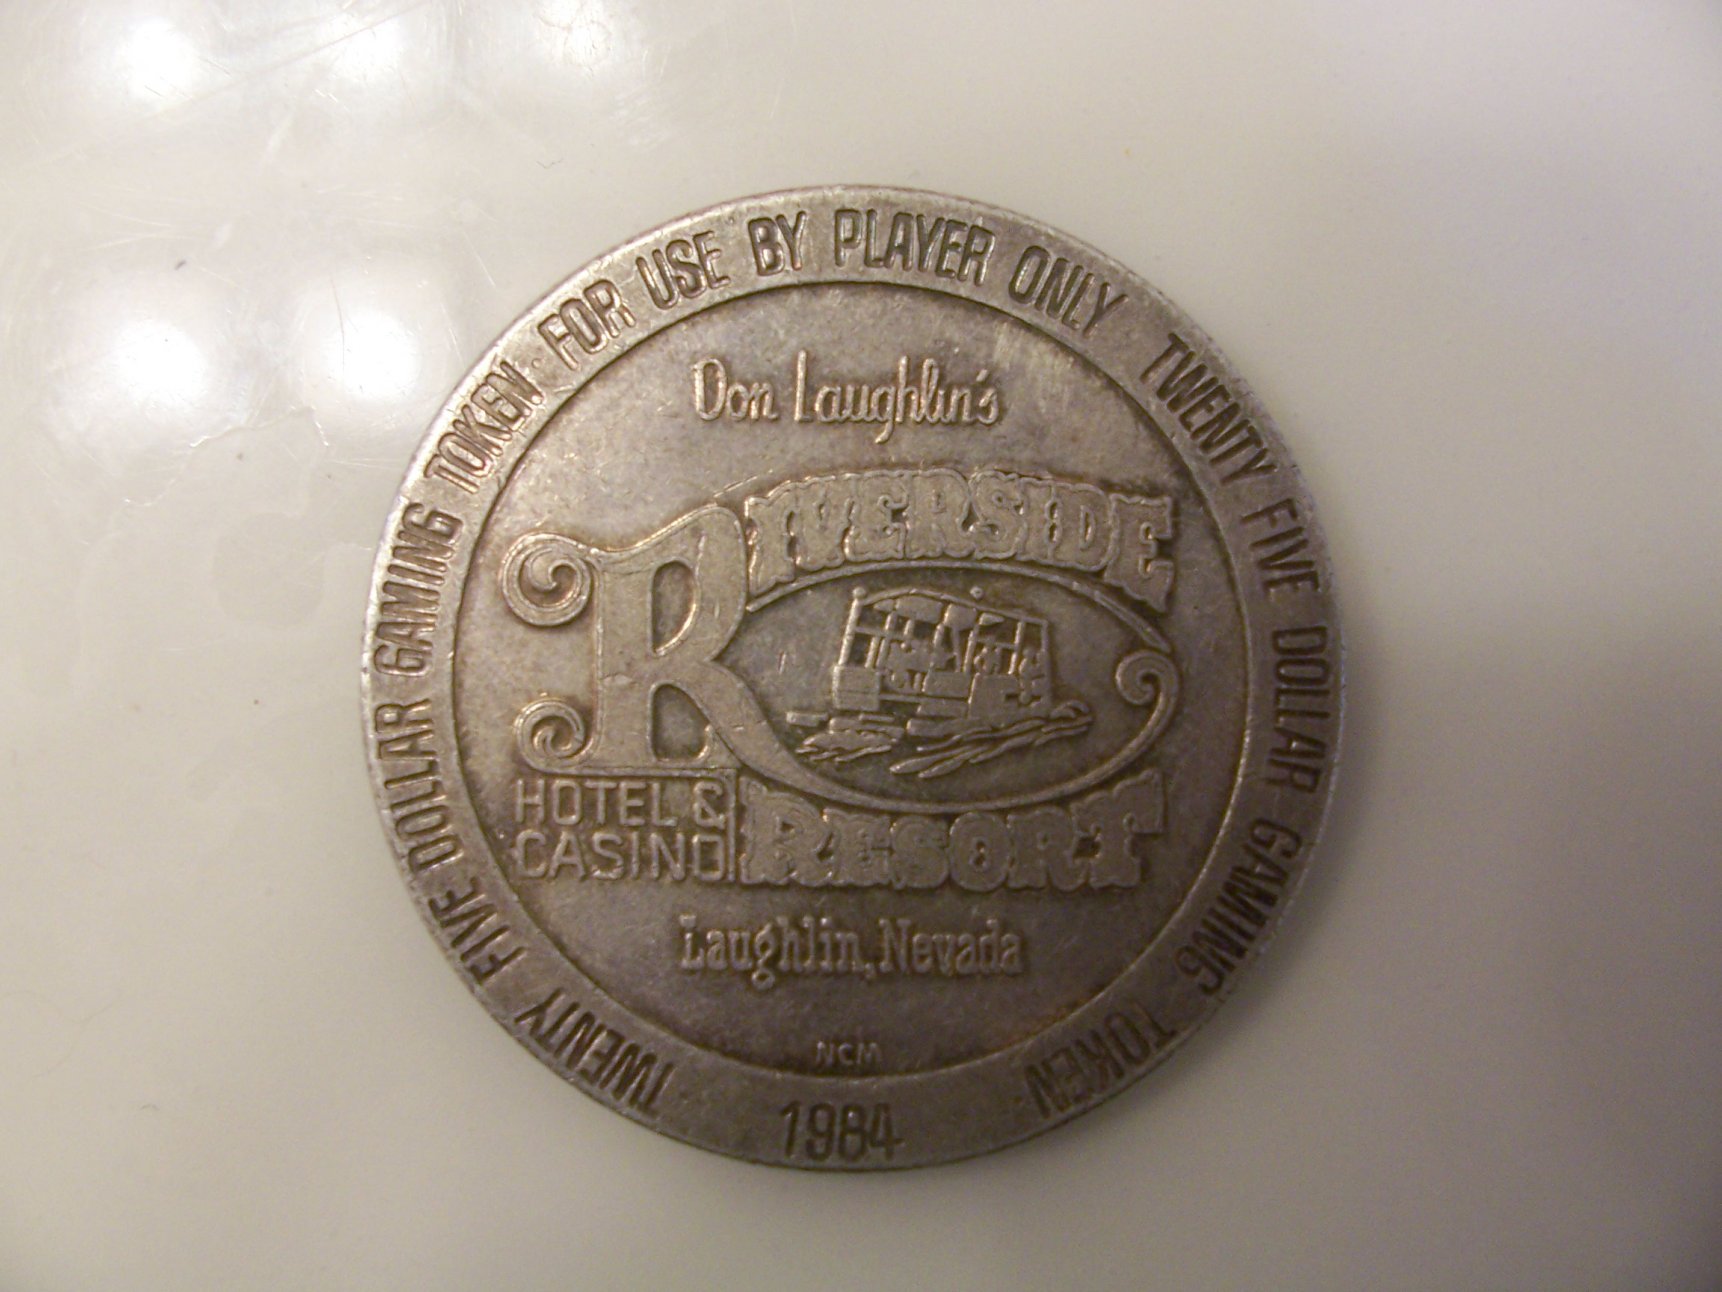 TWENTY FIVE DOLLAR GAMING TOKEN · FOR USE BY PLAYER ONLY TWENTY FIVE DOLLAR GAMING TOKEN
Don Laughlin's
RIVERSIDE
HOTEL &
CASINO
RESORT
Laughlin, Nevada
NCM
1984